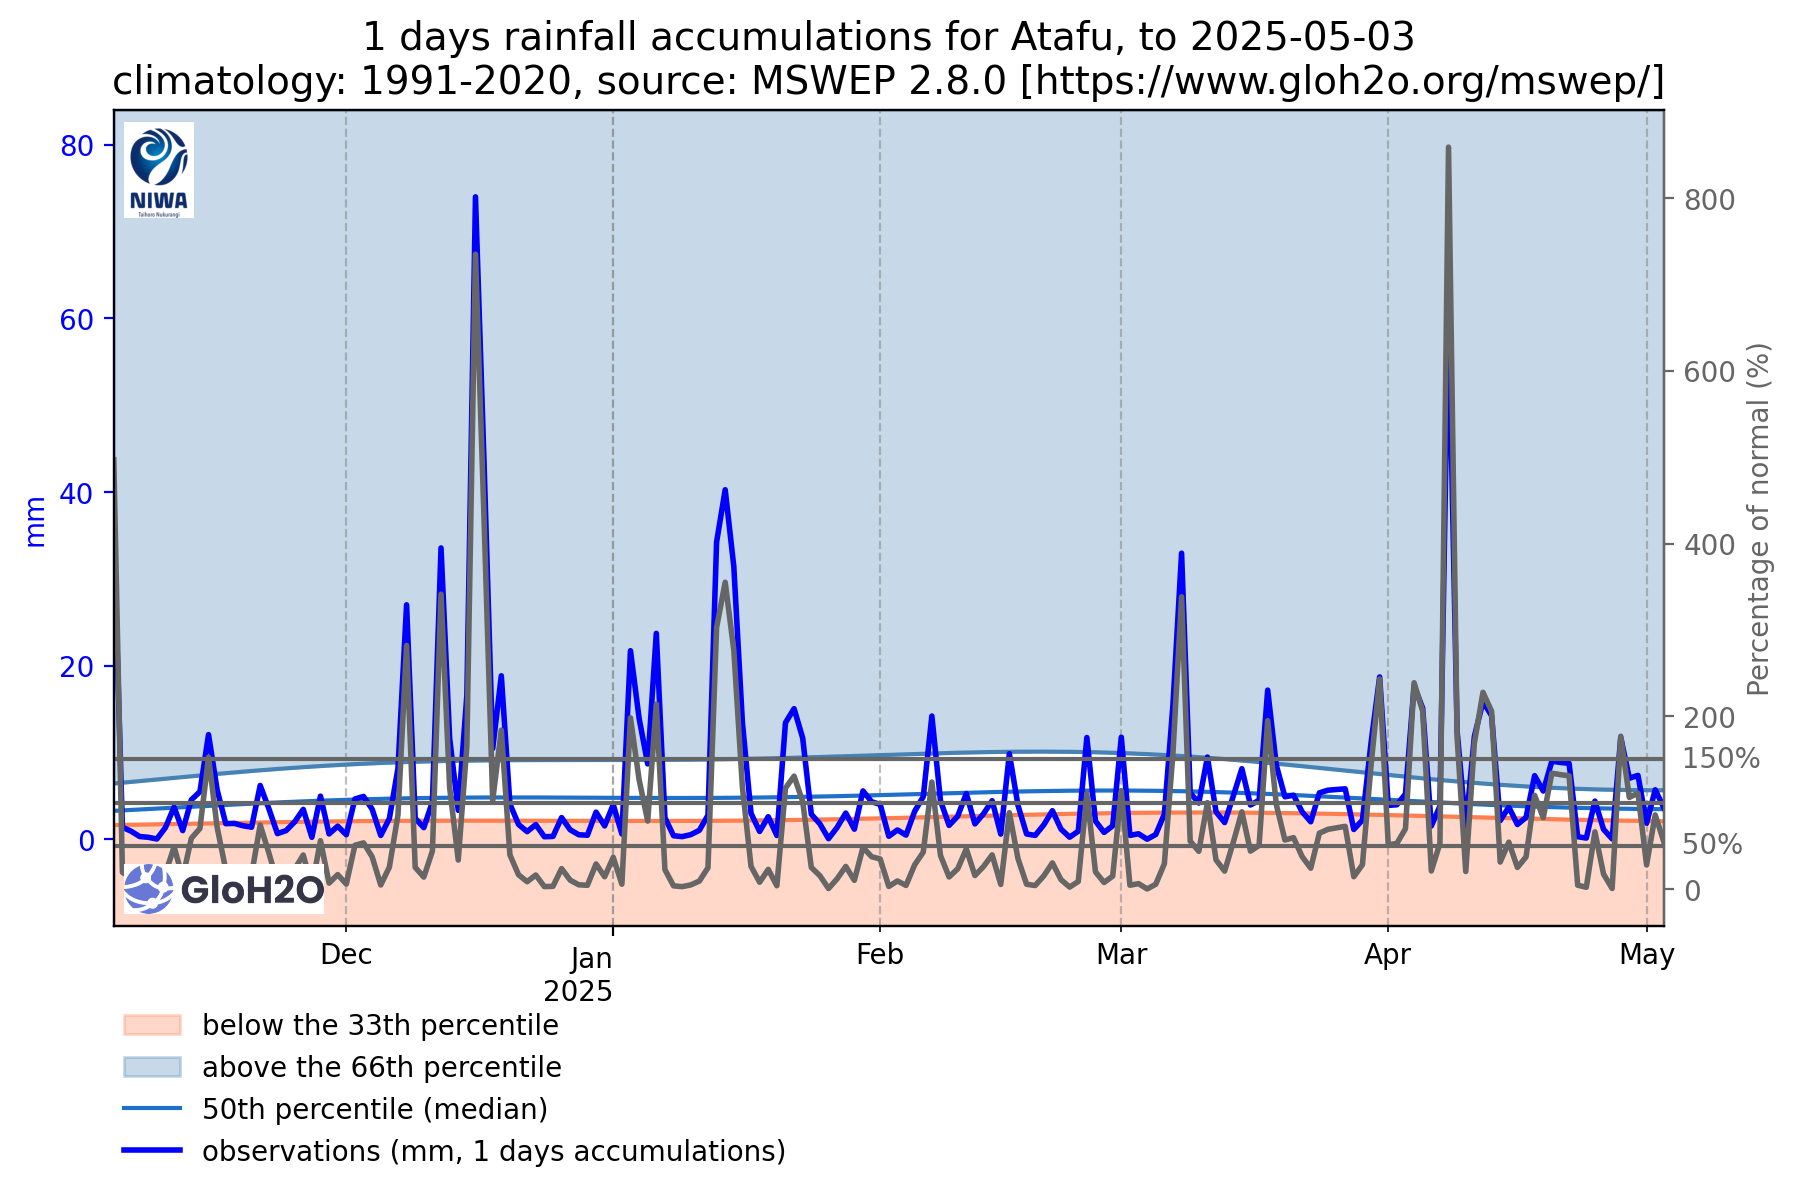 1 days rainfall accumulations for Atafu, to 2025-05-03
climatology: 1991-2020, source: MSWEP 2.8.0 [https://www.gloh2o.org/mswep/]
80
60
40
20
0
mm
NIWA
Taihoro Nukurangi
GloH2O
800
600
400
200
150%
50%
0
Percentage of normal (%)
Dec
Jan
2025
Feb
Mar
Apr
May
below the 33th percentile
above the 66th percentile
50th percentile (median)
observations (mm, 1 days accumulations)